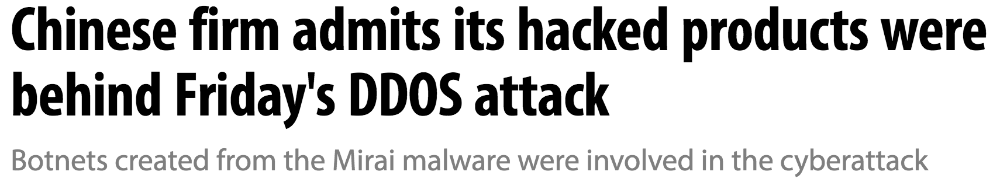 Chinese firm admits its hacked products were
behind Friday's DDOS attack
Botnets created from the Mirai malware were involved in the cyberattack